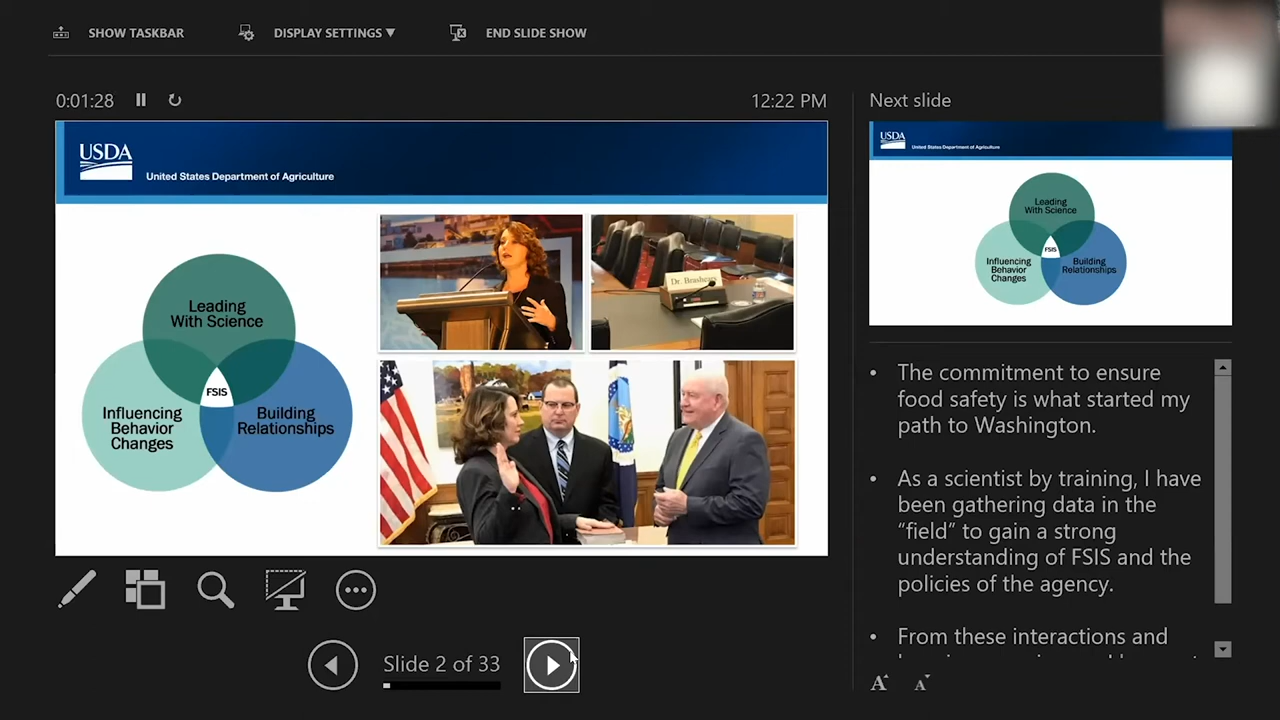 SHOW TASKBAR
DISPLAY SETTINGS ▼
END SLIDE SHOW
0:01:28
12:22 PM
Next slide
USDA
United States Department of Agriculture
Leading
With Science
FSIS
Influencing
Behavior
Changes
Building
Relationships
Dr. Brashears
USDA
United States Department of Agriculture
Leading
With Science
FSIS
Influencing
Behavior
Changes
Building
Relationships
• The commitment to ensure
food safety is what started my
path to Washington.
• As a scientist by training, I have
been gathering data in the
“field” to gain a strong
understanding of FSIS and the
policies of the agency.
• From these interactions and
Slide 2 of 33
A A